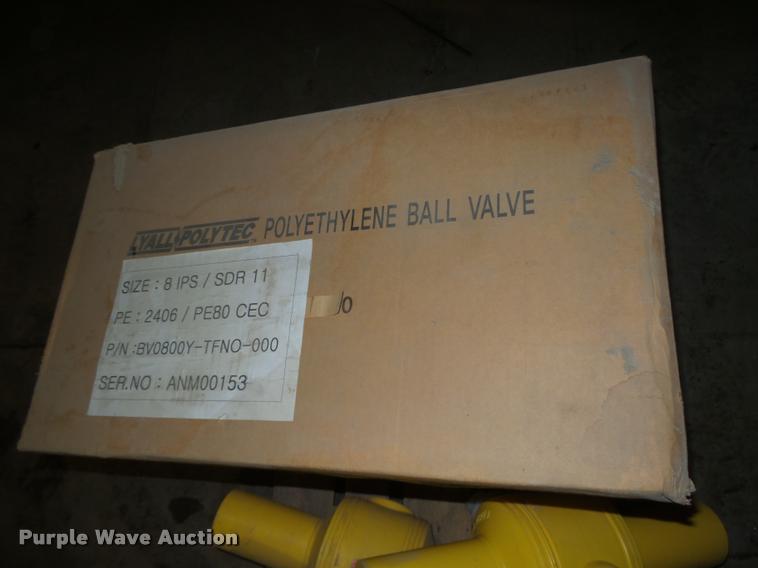 LYALL POLYTEC POLYETHYLENE BALL VALVE
SIZE : 8 IPS / SDR 11
PE : 2406 / PE80 CEC
P/N :BV0800Y-TFNO-000
SER.NO : ANM00153
Purple Wave Auction